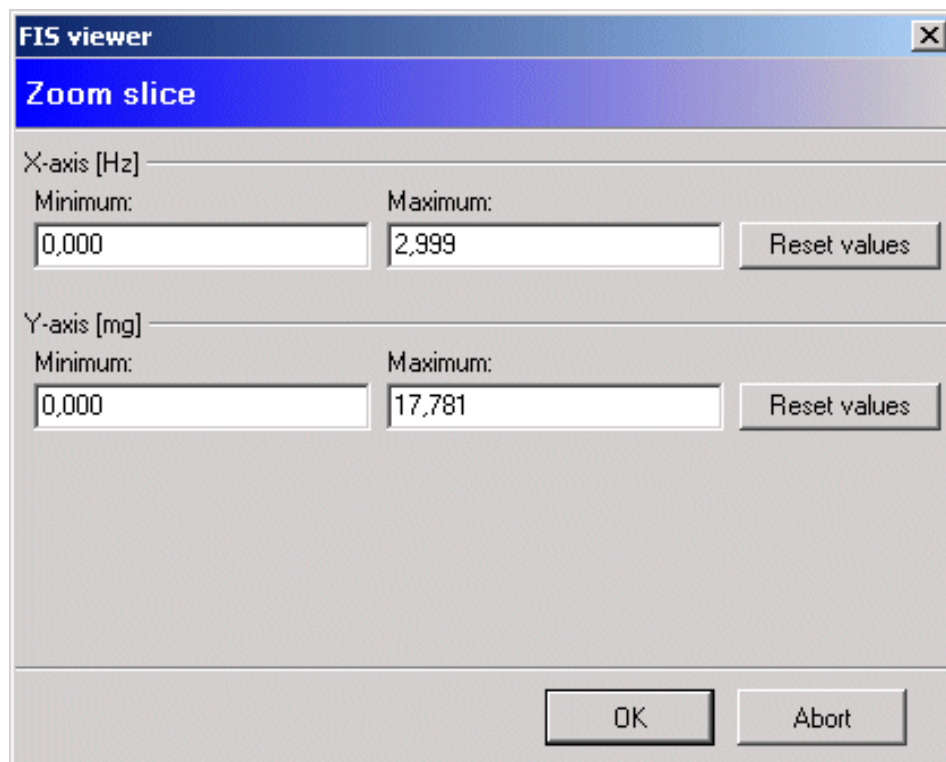 FIS viewer
Zoom slice
X-axis [Hz]
Minimum: Maximum:
0,000 2,999 Reset values
Y-axis [mg]
Minimum: Maximum:
0,000 17,781 Reset values
OK Abort